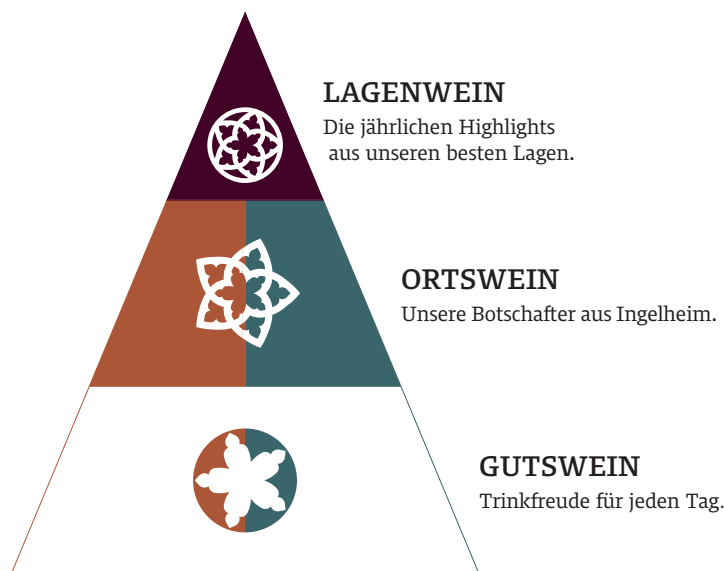 LAGENWEIN
Die jährlichen Highlights
aus unseren besten Lagen.
ORTSWEIN
Unsere Botschafter aus Ingelheim.
GUTSWEIN
Trinkfreude für jeden Tag.